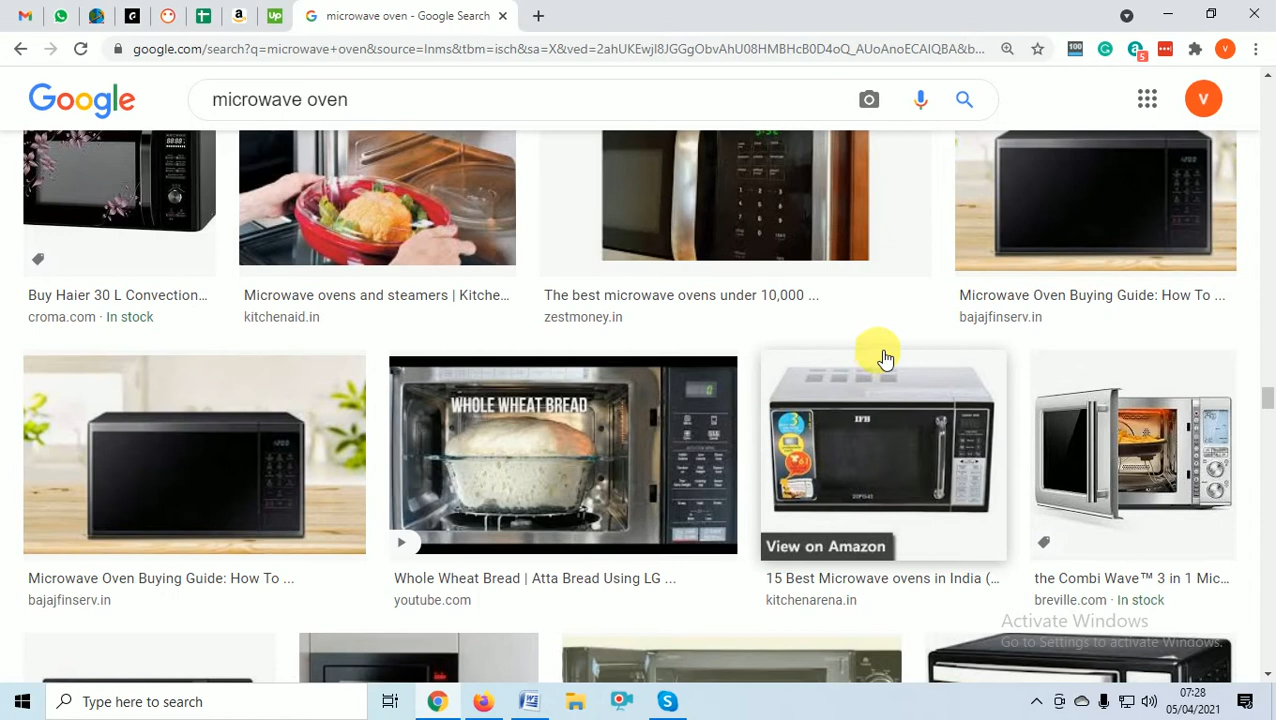 Up
microwave oven - Google Search
google.com/search?q=microwave+oven&source=lnms&tbm=isch&sa=X&ved=2ahUKEwjI8JGGgObvAhU08HMBHcB0D4oQ_AUoAnoECAIQBA&b...
100
5
V
Google
microwave oven
V
Buy Haier 30 L Convection...
croma.com · In stock
Microwave ovens and steamers | Kitche...
kitchenaid.in
The best microwave ovens under 10,000 ...
zestmoney.in
Microwave Oven Buying Guide: How To ...
bajajfinserv.in
WHOLE WHEAT BREAD
IFB
View on Amazon
Microwave Oven Buying Guide: How To ...
bajajfinserv.in
Whole Wheat Bread | Atta Bread Using LG ...
youtube.com
15 Best Microwave ovens in India (...
kitchenarena.in
the Combi Wave™ 3 in 1 Mic...
breville.com · In stock
Activate Windows
Go to Settings to activate Windows.
Type here to search
07:28
05/04/2021